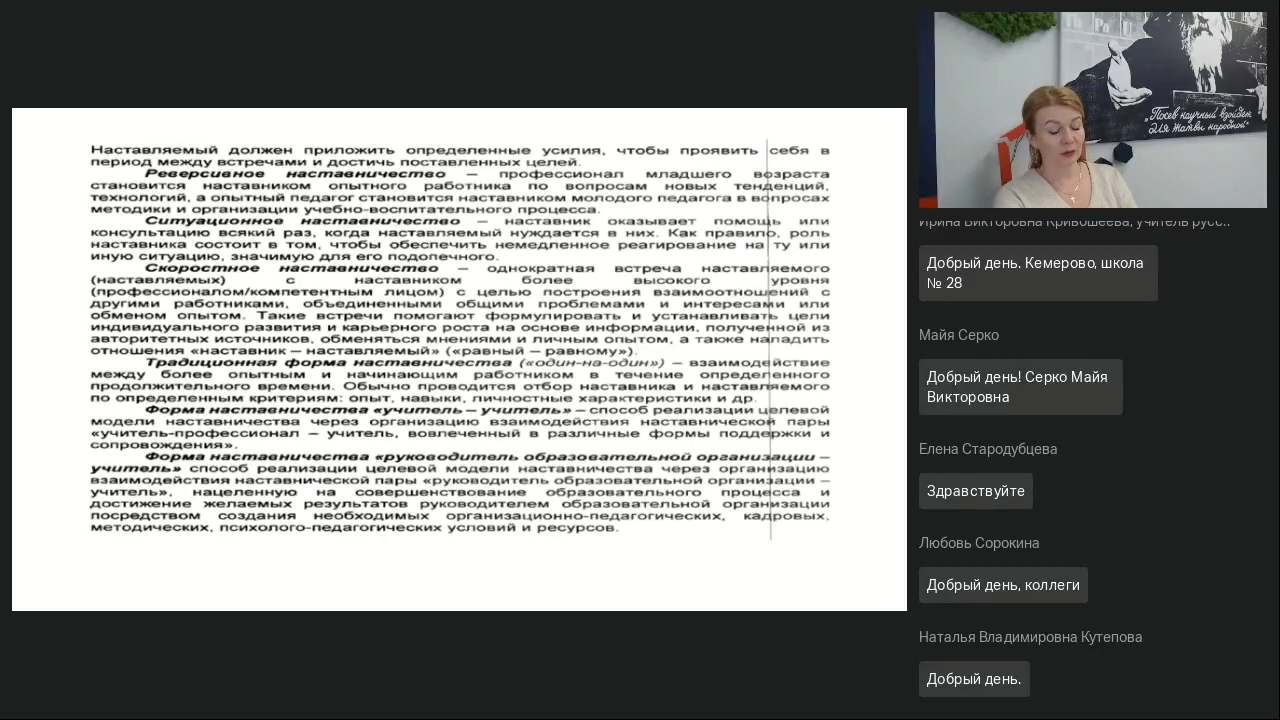 Наставляемый должен приложить определенные усилия, чтобы проявить себя в
период между встречами и достичь поставленных целей.
Реверсивное наставничество – профессионал младшего возраста
становится наставником опытного работника по вопросам новых тенденций,
технологий, а опытный педагог становится наставником молодого педагога в вопросах
методики и организации учебно-воспитательного процесса.
Ситуационное наставничество – наставник оказывает помощь или
консультацию всякий раз, когда наставляемый нуждается в них. Как правило, роль
наставника состоит в том, чтобы обеспечить немедленное реагирование на ту или
иную ситуацию, значимую для его подопечного.
Скоростное наставничество – однократная встреча наставляемого
(наставляемых) с наставником более высокого уровня
(профессионалом/компетентным лицом) с целью построения взаимоотношений с
другими работниками, объединенными общими проблемами и интересами или
обменом опытом. Такие встречи помогают формулировать и устанавливать цели
индивидуального развития и карьерного роста на основе информации, полученной из
авторитетных источников, обменяться мнениями и личным опытом, а также наладить
отношения «наставник – наставляемый» («равный – равному»).
Традиционная форма наставничества («один-на-один») – взаимодействие
между более опытным и начинающим работником в течение определенного
продолжительного времени. Обычно проводится отбор наставника и наставляемого
по определенным критериям: опыт, навыки, личностные характеристики и др.
Форма наставничества «учитель – учитель» – способ реализации целевой
модели наставничества через организацию взаимодействия наставнической пары
«учитель-профессионал – учитель, вовлеченный в различные формы поддержки и
сопровождения».
Форма наставничества «руководитель образовательной организации –
учитель» способ реализации целевой модели наставничества через организацию
взаимодействия наставнической пары «руководитель образовательной организации –
учитель», нацеленную на совершенствование образовательного процесса и
достижение желаемых результатов руководителем образовательной организации
посредством создания необходимых организационно-педагогических, кадровых,
методических, психолого-педагогических условий и ресурсов.
„Посев научный взойдет
для жатвы народной"
Ирина Викторовна Кривошеева, учитель русс..
Добрый день. Кемерово, школа
№ 28
Майя Серко
Добрый день! Серко Майя
Викторовна
Елена Стародубцева
Здравствуйте
Любовь Сорокина
Добрый день, коллеги
Наталья Владимировна Кутепова
Добрый день.